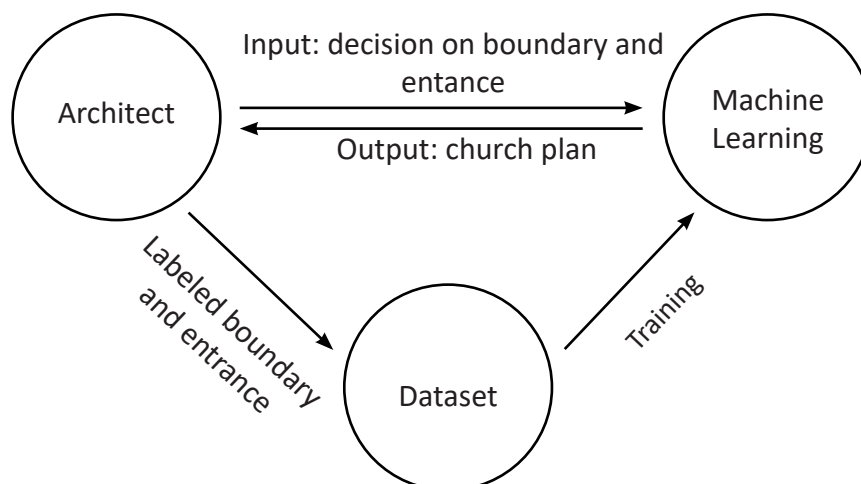 Input: decision on boundary and
entance
Architect
Machine
Learning
Output: church plan
Labeled boundary
and entrance
Training
Dataset